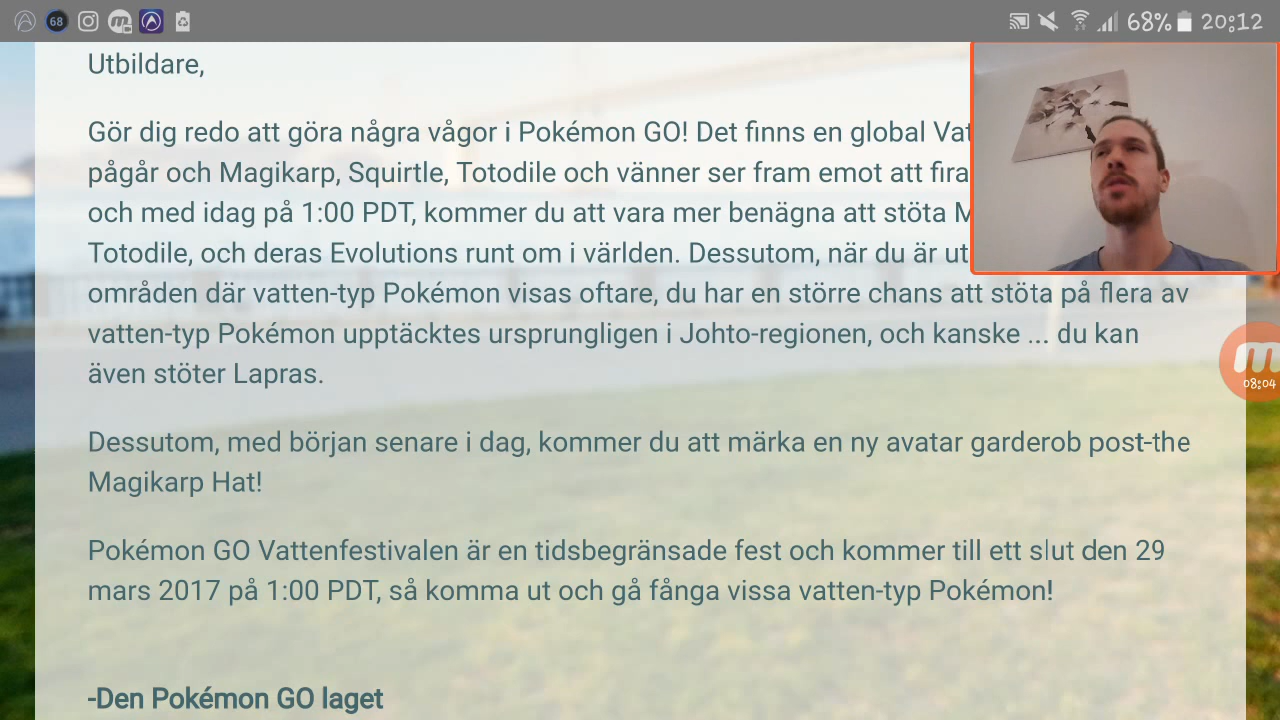 68
68% 20:12
Utbildare,
Gör dig redo att göra några vågor i Pokémon GO! Det finns en global
pågår och Magikarp, Squirtle, Totodile och vänner ser fram emot att fira
och med idag på 1:00 PDT, kommer du att vara mer benägna att stöta
Totodile, och deras Evolutions runt om i världen. Dessutom, när du är ut
områden där vatten-typ Pokémon visas oftare, du har en större chans att stöta på flera av
vatten-typ Pokémon upptäcktes ursprungligen i Johto-regionen, och kanske ... du kan
även stöter Lapras.
08:04
Dessutom, med början senare i dag, kommer du att märka en ny avatar garderob post-the
Magikarp Hat!
Pokémon GO Vattenfestivalen är en tidsbegränsade fest och kommer till ett slut den 29
mars 2017 på 1:00 PDT, så komma ut och gå fånga vissa vatten-typ Pokémon!
-Den Pokémon GO laget